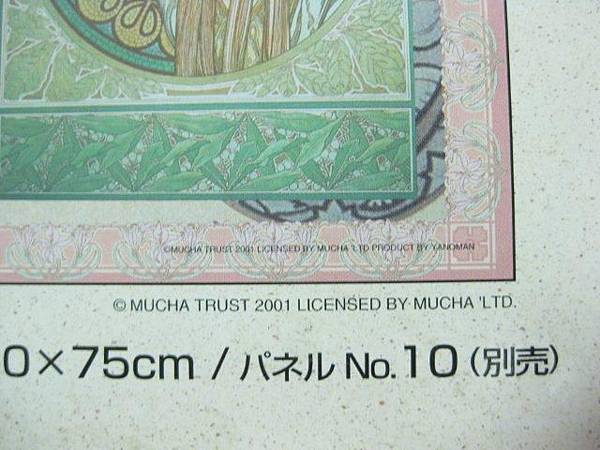 ©MUCHA TRUST 2001 LICENSED BY MUCHA 'LTD PRODUCT BY YANOMAN
© MUCHA TRUST 2001 LICENSED BY MUCHA 'LTD.
0×75cm / パネル No.10（別売）